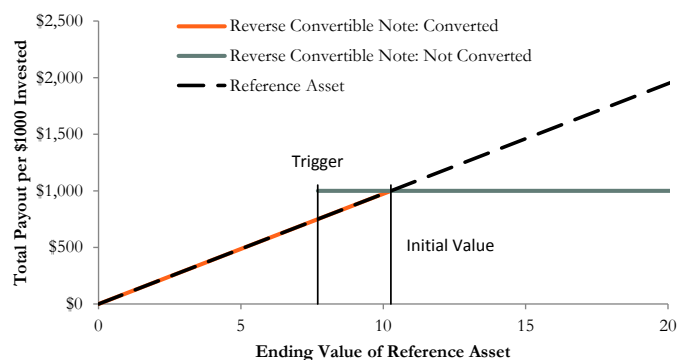 Total Payout per $1000 Invested
$2,500
$2,000
$1,500
$1,000
$500
$0
Reverse Convertible Note: Converted
Reverse Convertible Note: Not Converted
Reference Asset
Trigger
Initial Value
0
5
10
15
20
Ending Value of Reference Asset